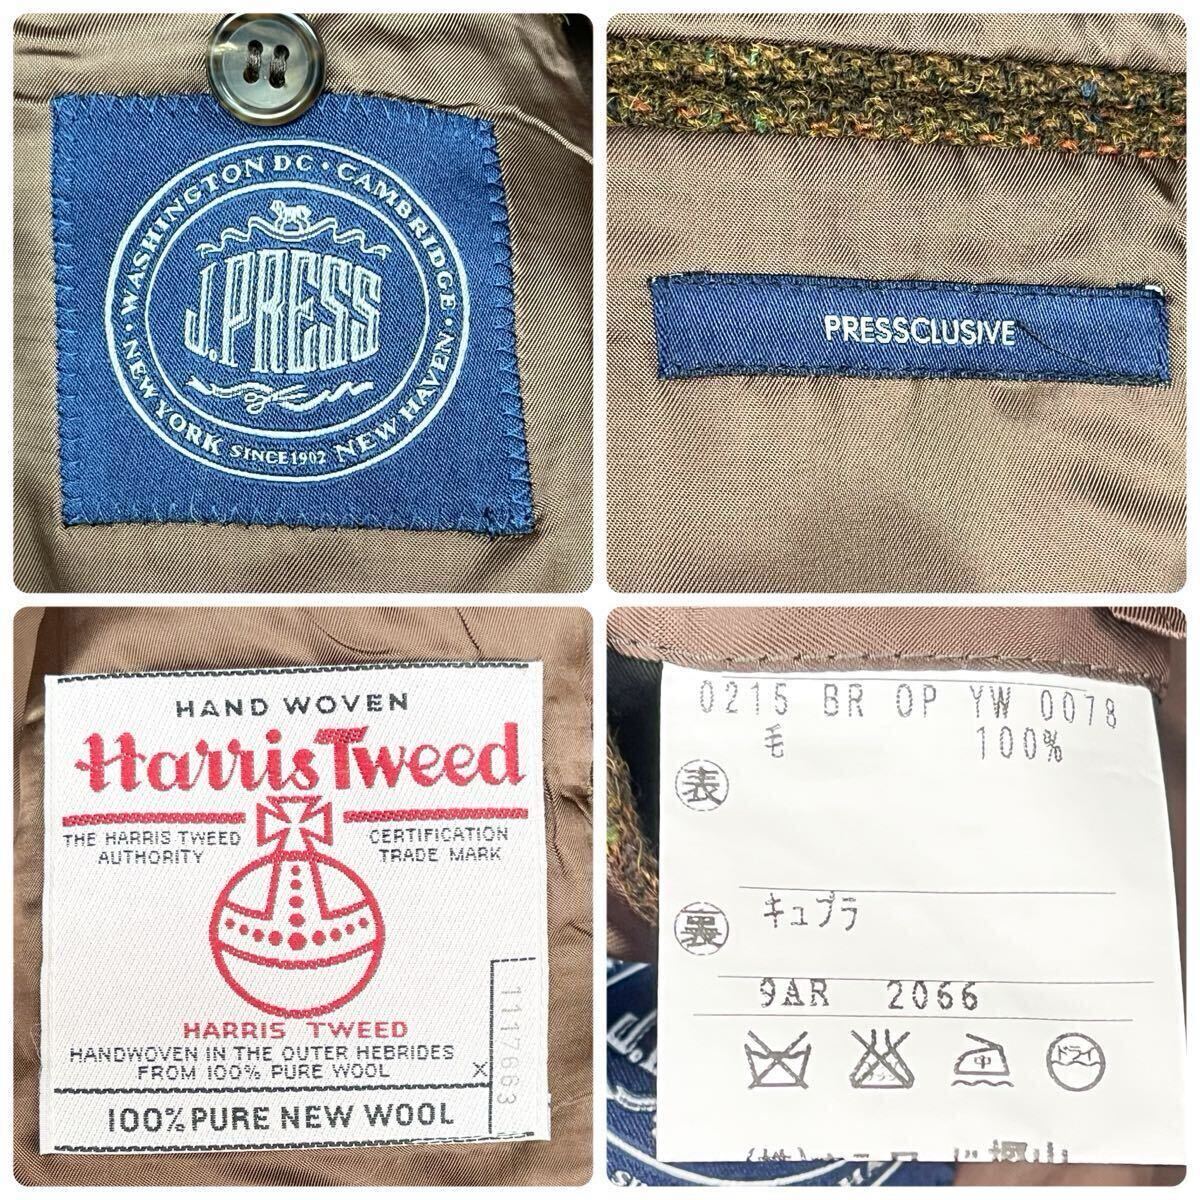 WASHINGTON DC · CAMBRIDGE · NEW HAVEN
· NEW YORK
SINCE 1902
J.PRESS
PRESSCLUSIVE
HAND WOVEN
Harris Tweed
THE HARRIS TWEED AUTHORITY
CERTIFICATION TRADE MARK
HARRIS TWEED
HANDWOVEN IN THE OUTER HEBRIDES
FROM 100% PURE WOOL
X
1117663
100% PURE NEW WOOL
0215 BR OP YW 0078
毛 100%
表
裏 キュプラ
9AR 2066
中
ドライ